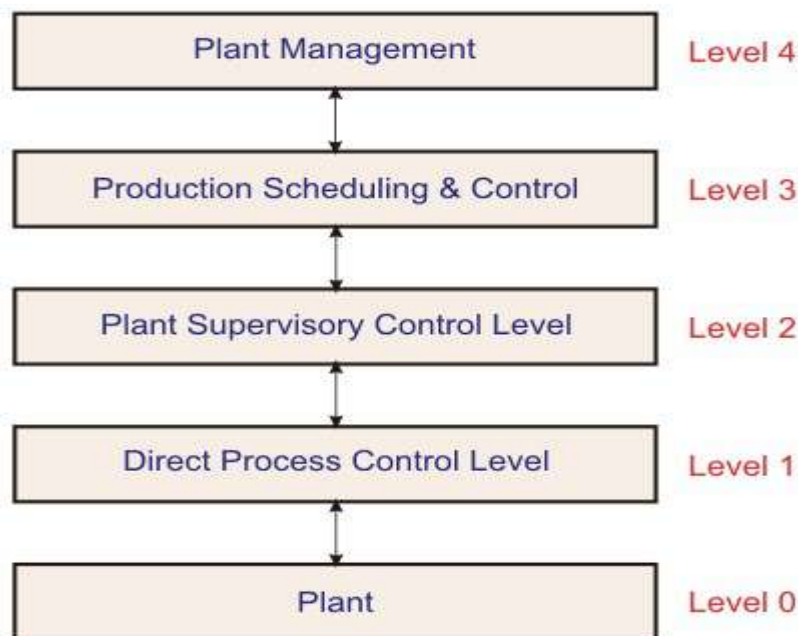 Plant Management Level 4
Production Scheduling & Control Level 3
Plant Supervisory Control Level Level 2
Direct Process Control Level Level 1
Plant Level 0